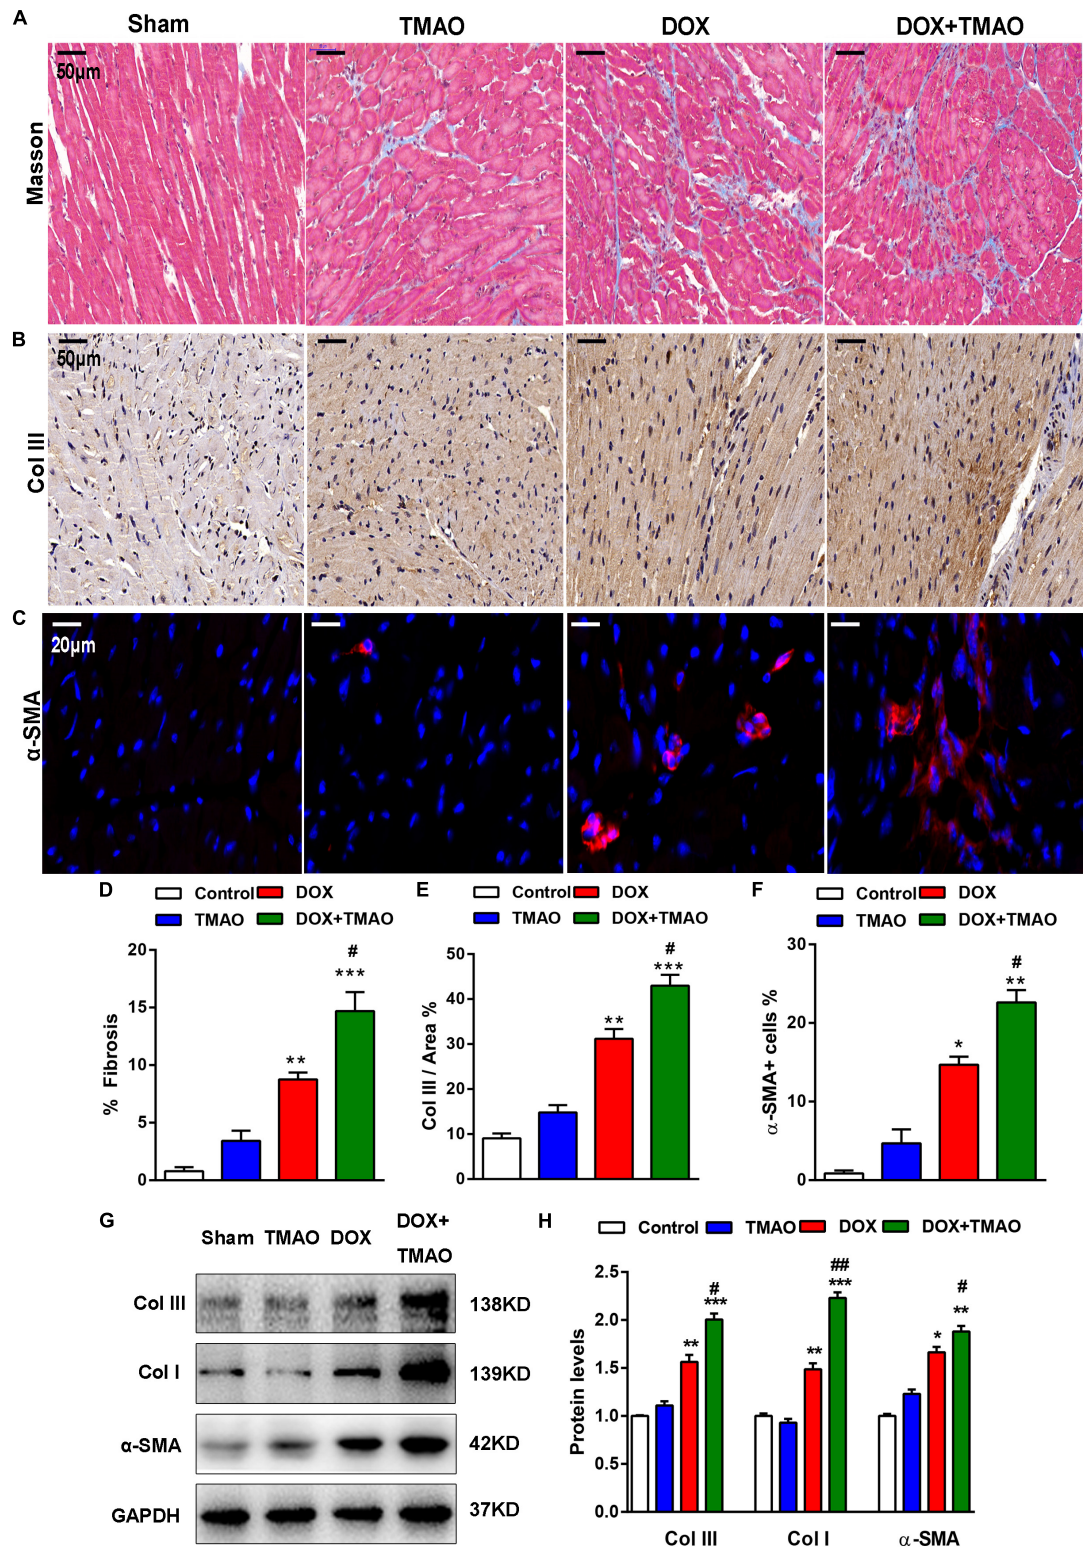 A
Sham
TMAO
DOX
DOX+TMAO
Masson
50μm
B
Col III
50μm
C
α-SMA
20μm
D
Control
DOX
TMAO
DOX+TMAO
% Fibrosis
20
15
10
5
0
**
***
#
E
Control
DOX
TMAO
DOX+TMAO
Col III / Area %
50
40
30
20
10
0
**
***
#
F
Control
DOX
TMAO
DOX+TMAO
α-SMA+ cells %
30
20
10
0
*
**
#
G
Sham
TMAO
DOX
DOX+
TMAO
Col III
138KD
Col I
139KD
α-SMA
42KD
GAPDH
37KD
H
Control
TMAO
DOX
DOX+TMAO
Protein levels
2.5
2.0
1.5
1.0
0.5
0.0
**
#
***
**
##
***
*
#
**
Col III
Col I
α-SMA